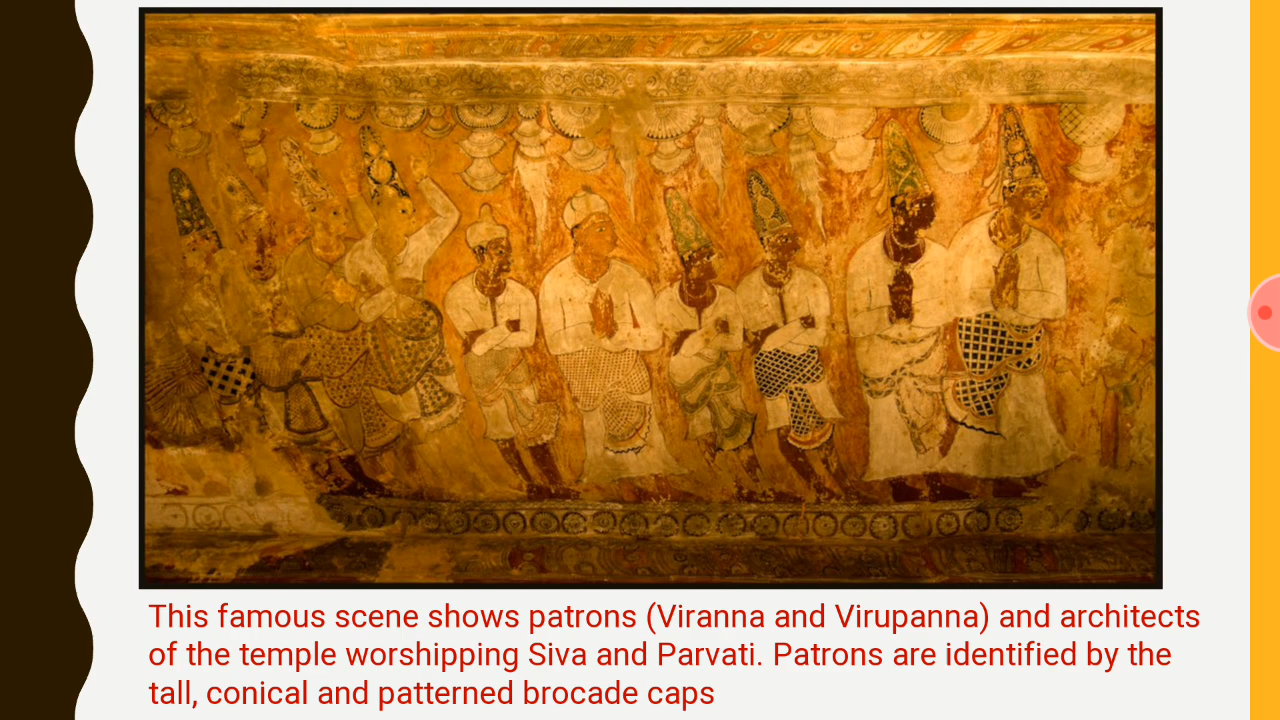 This famous scene shows patrons (Viranna and Virupanna) and architects
of the temple worshipping Siva and Parvati. Patrons are identified by the
tall, conical and patterned brocade caps